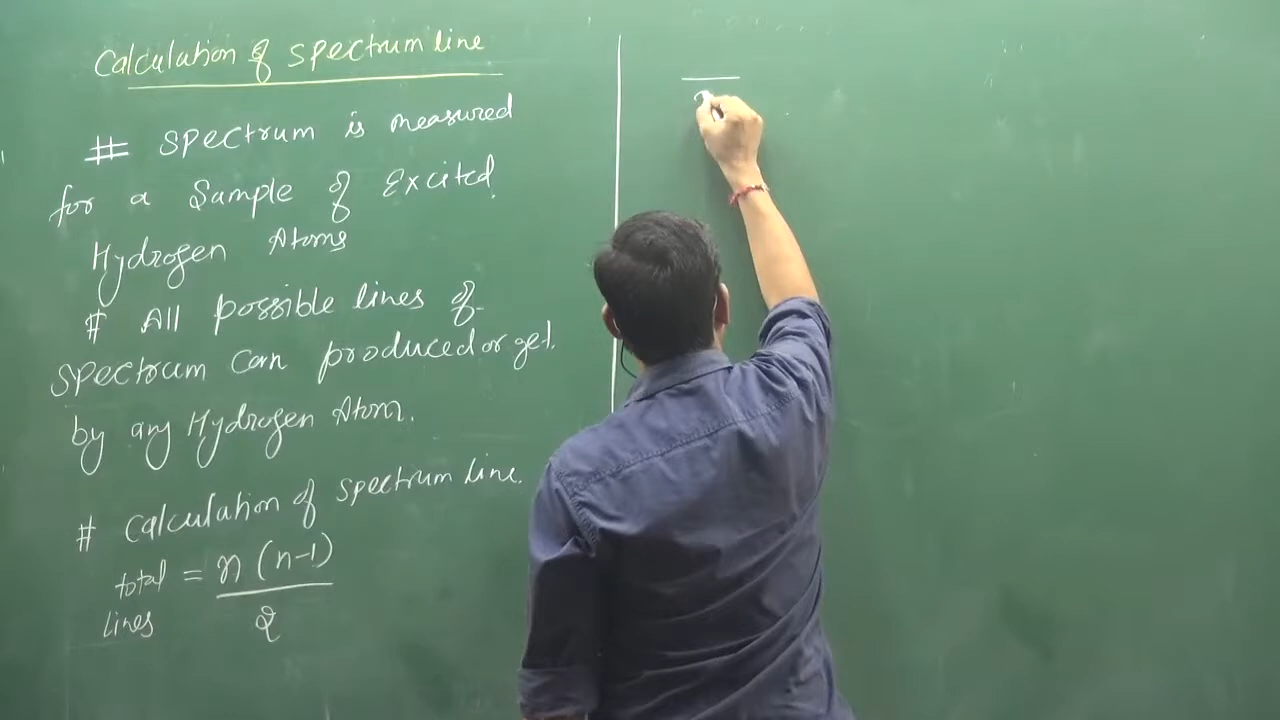 Calculation of spectrum line
# spectrum is measured
for a Sample of Excited
Hydrogen Atoms
# All possible lines of
spectrum can produced or get
by any Hydrogen Atom.
# Calculation of spectrum line.
total lines = n (n-1)
2